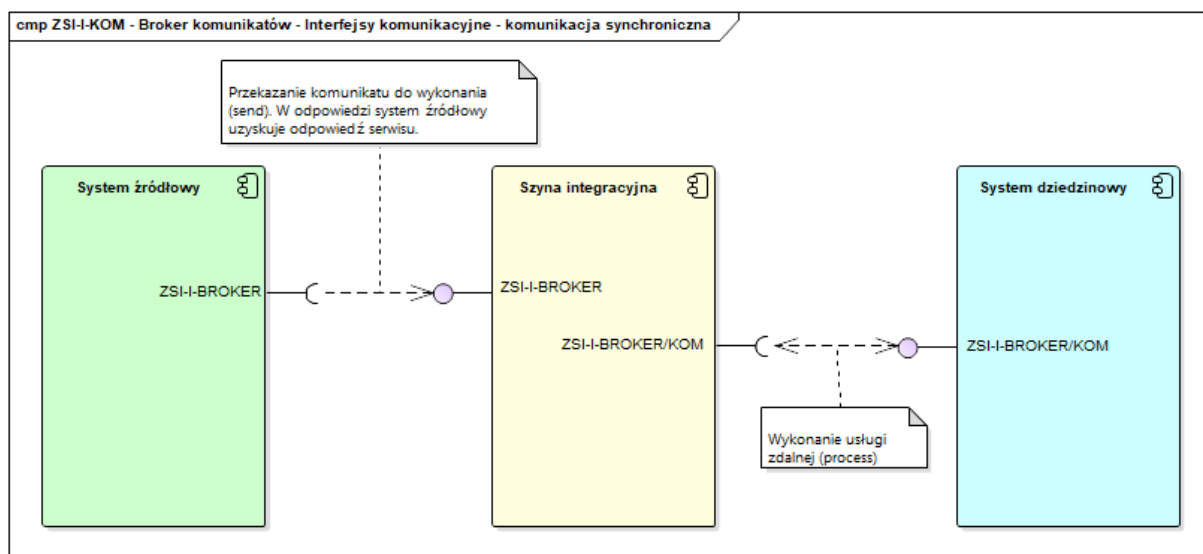 cmp ZSI-I-KOM - Broker komunikatów - Interfejsy komunikacyjne - komunikacja synchroniczna
Przekazanie komunikatu do wykonania
(send). W odpowiedzi system źródłowy
uzyskuje odpowiedź serwisu.
System źródłowy
Szyna integracyjna
System dziedzinowy
ZSI-I-BROKER
ZSI-I-BROKER
ZSI-I-BROKER/KOM
ZSI-I-BROKER/KOM
Wykonanie usługi
zdalnej (process)